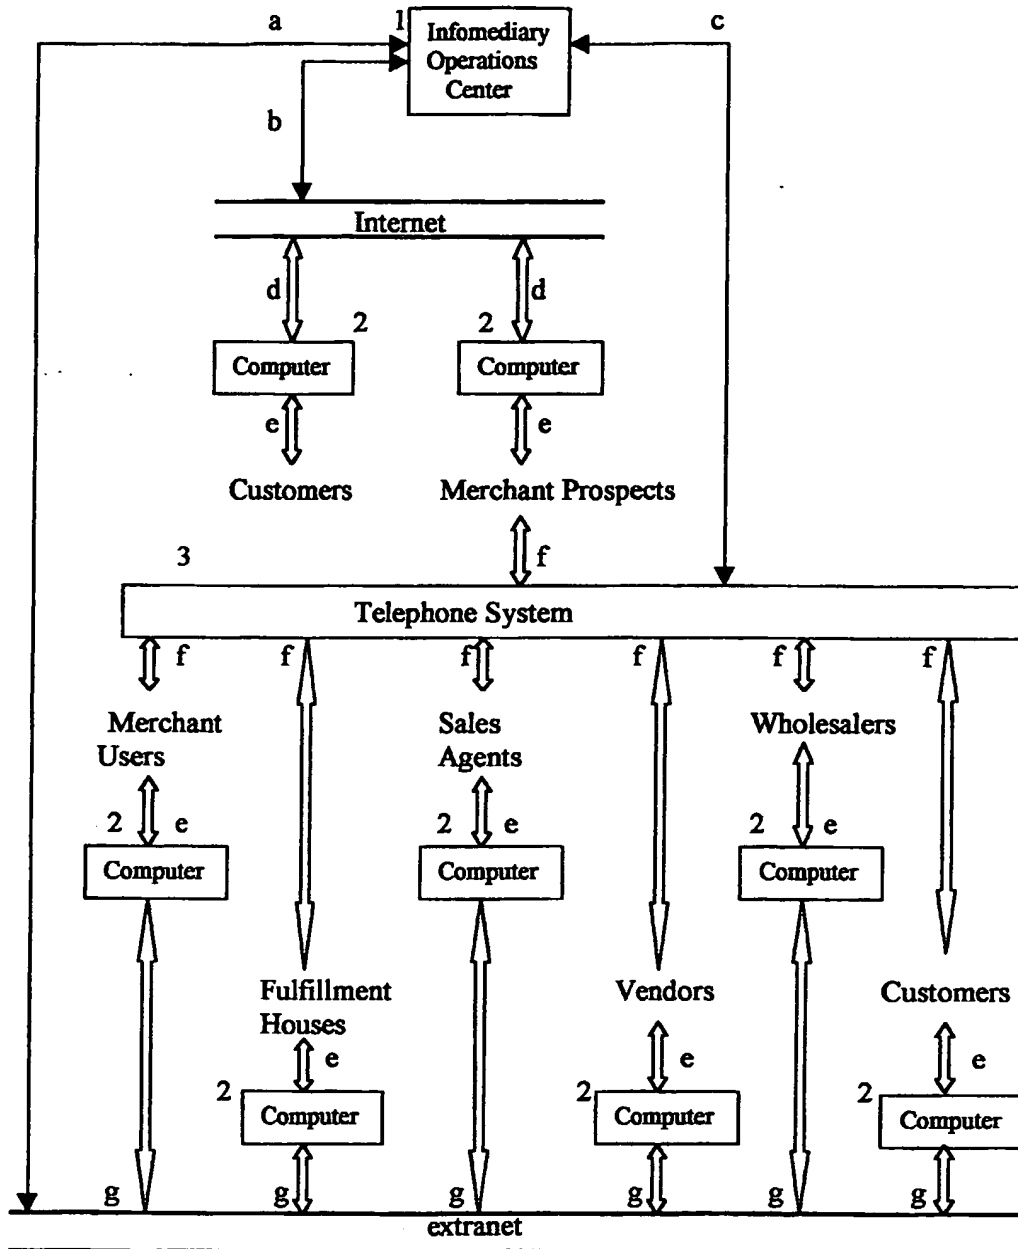 a
1
c
Infomediary
Operations
Center
b
Internet
d
d
2
2
Computer
Computer
e
e
Customers
Merchant Prospects
f
3
Telephone System
f
f
f
f
f
f
Merchant
Users
Sales
Agents
Wholesalers
2
e
2
e
2
e
Computer
Computer
Computer
Fulfillment
Houses
Vendors
Customers
e
e
e
2
2
2
Computer
Computer
Computer
g
g
g
g
g
g
extranet